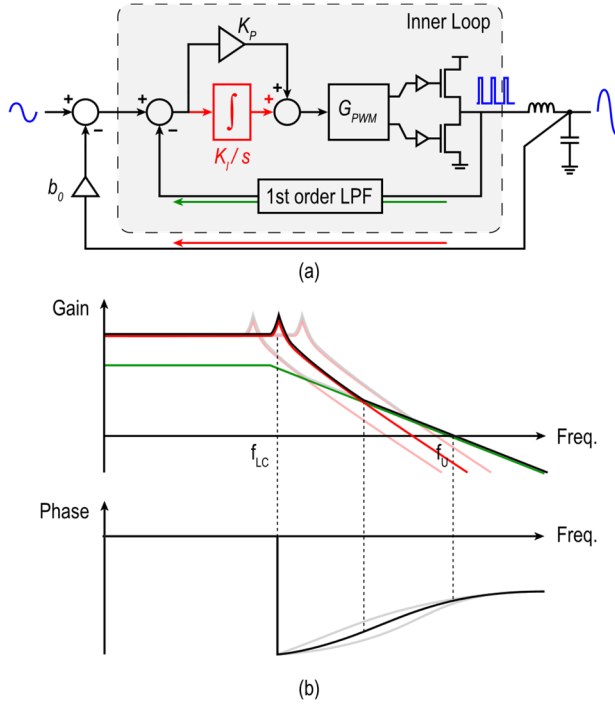 Inner Loop
K_P
+
+
+
+
−
−
∫
G_PWM
K_I / s
b_0
1st order LPF
(a)
Gain
Freq.
f_LC
f_U
Phase
Freq.
(b)